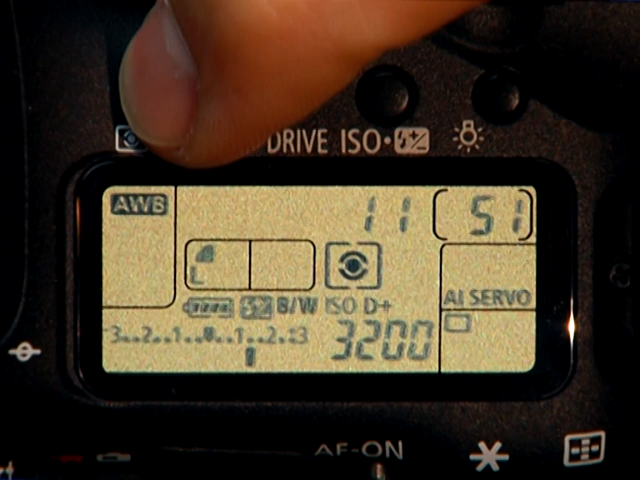 DRIVE ISO•
AWB
11 [51]
L
B/W ISO D+
AI SERVO
3..2..1..0..1..2..:3
3200
AF-ON